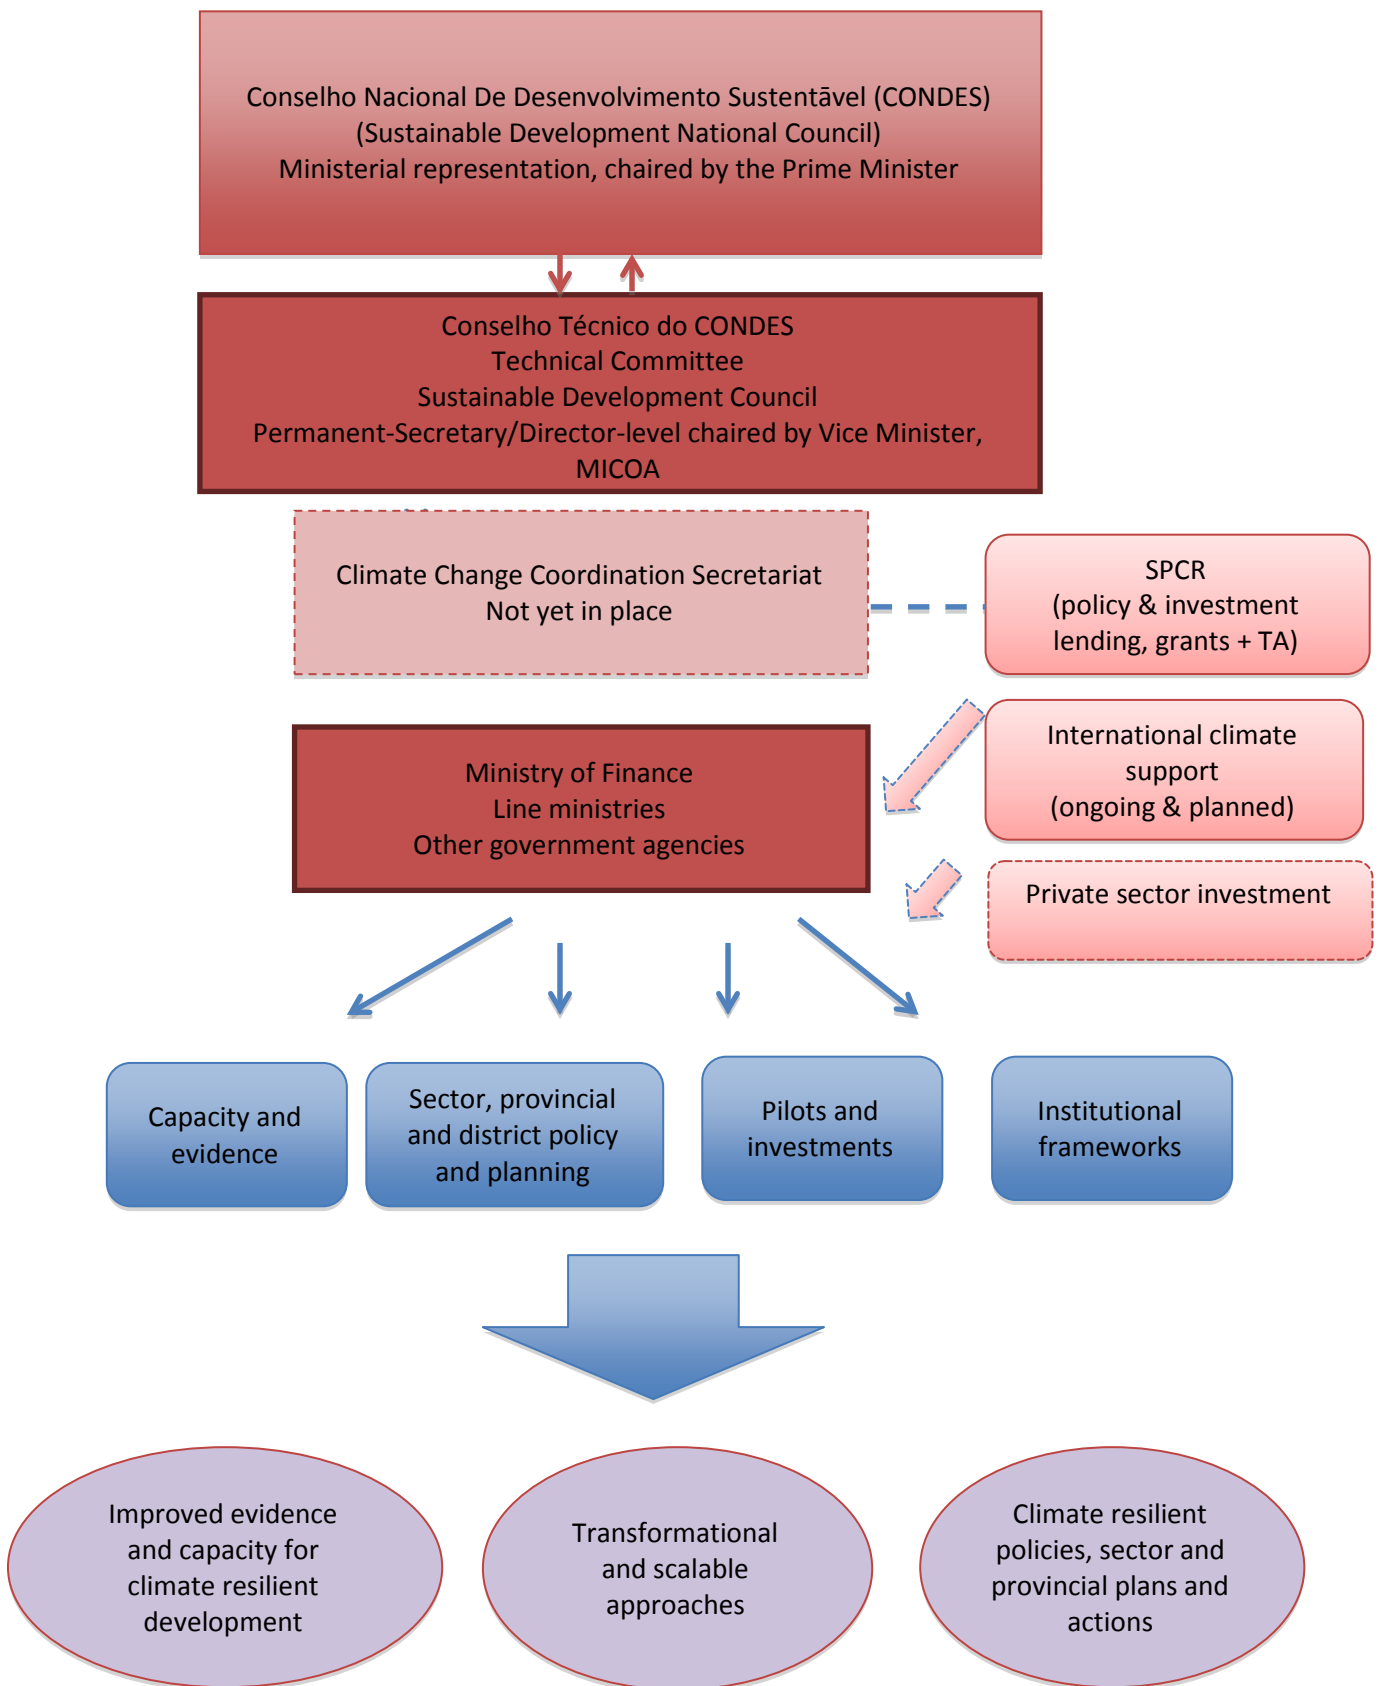 Conselho Nacional De Desenvolvimento Sustentāvel (CONDES)
(Sustainable Development National Council)
Ministerial representation, chaired by the Prime Minister
Conselho Técnico do CONDES
Technical Committee
Sustainable Development Council
Permanent-Secretary/Director-level chaired by Vice Minister,
MICOA
Climate Change Coordination Secretariat
Not yet in place
SPCR
(policy & investment
lending, grants + TA)
Ministry of Finance
Line ministries
Other government agencies
International climate
support
(ongoing & planned)
Private sector investment
Capacity and
evidence
Sector, provincial
and district policy
and planning
Pilots and
investments
Institutional
frameworks
Improved evidence
and capacity for
climate resilient
development
Transformational
and scalable
approaches
Climate resilient
policies, sector and
provincial plans and
actions